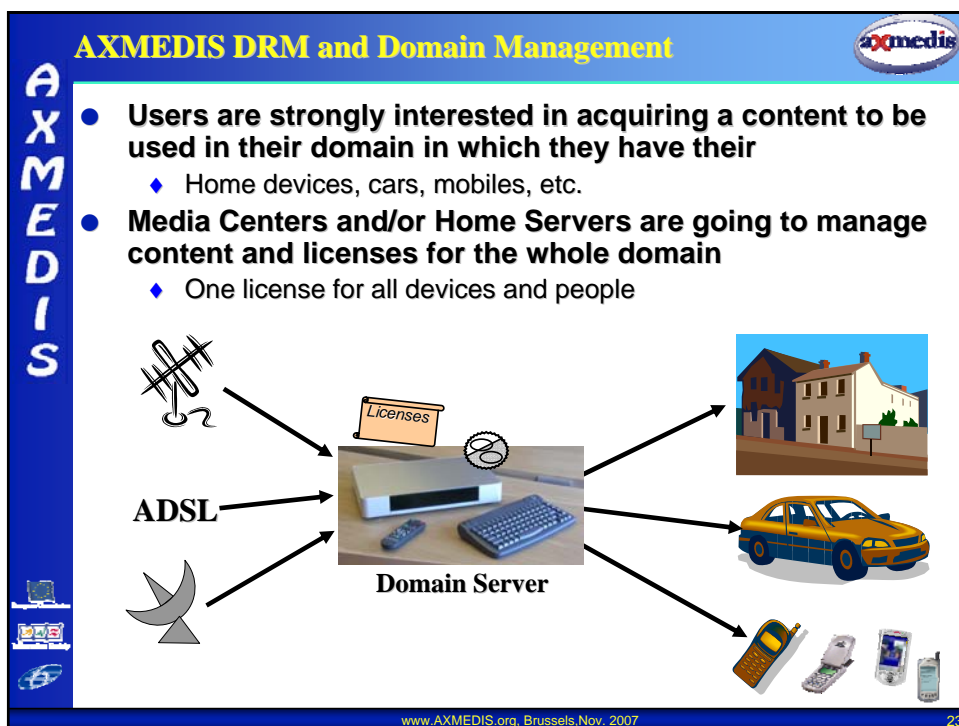 AXMEDIS DRM and Domain Management
axmedis
AXMEDIS
Users are strongly interested in acquiring a content to be
used in their domain in which they have their
Home devices, cars, mobiles, etc.
Media Centers and/or Home Servers are going to manage
content and licenses for the whole domain
One license for all devices and people
Licenses
ADSL
Domain Server
www.AXMEDIS.org, Brussels,Nov. 2007
23